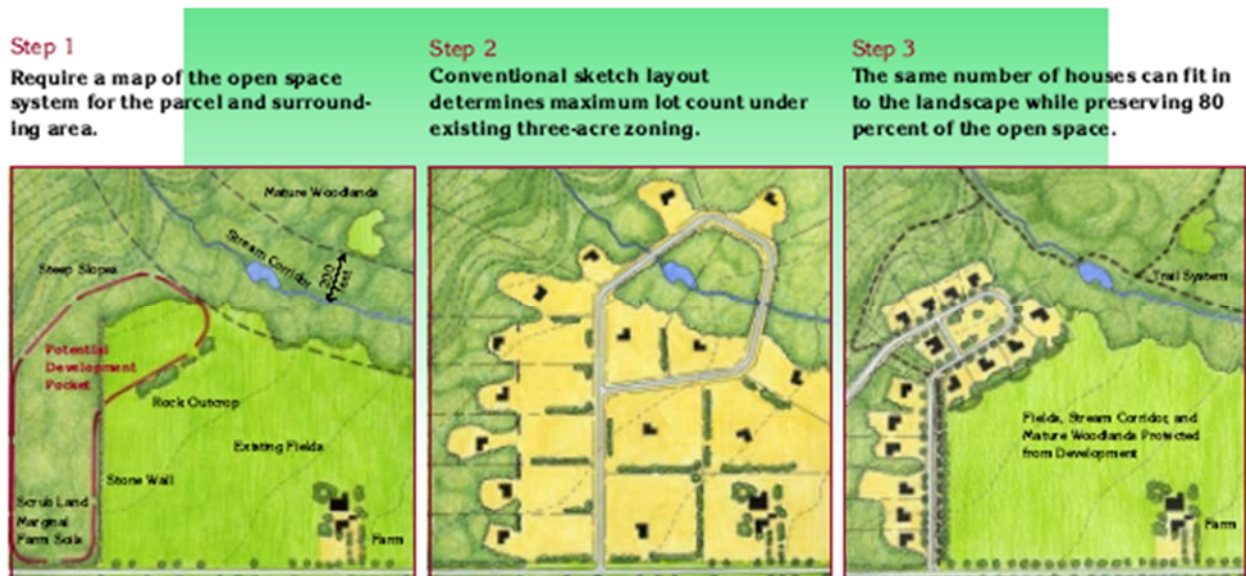 Step 1
Require a map of the open space
system for the parcel and surround-
ing area.
Step 2
Conventional sketch layout
determines maximum lot count under
existing three-acre zoning.
Step 3
The same number of houses can fit in
to the landscape while preserving 80
percent of the open space.
Mature Woodlands
Stream Corridor
200
feet
Steep Slopes
Potential
Development
Pocket
Rock Outcrop
Existing Fields
Stone Wall
Scrub Land
Marginal
Farm Soils
Farm
Trail System
Fields, Stream Corridor, and
Mature Woodlands Protected
from Development
Farm